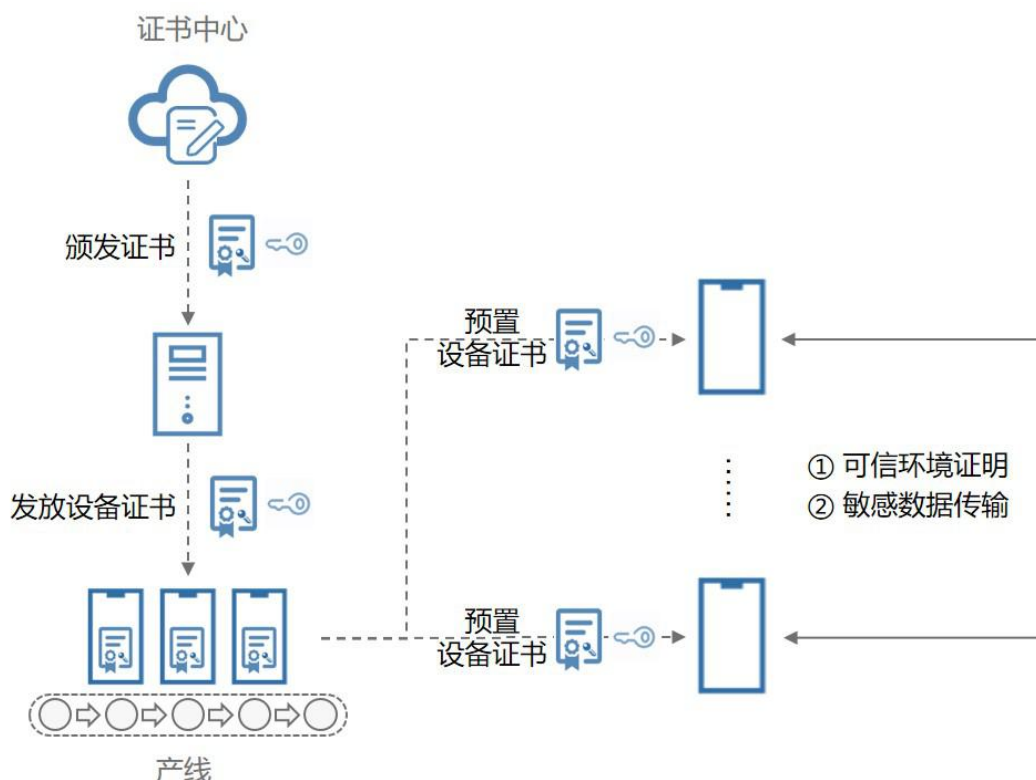 证书中心
颁发证书
预置
设备证书
① 可信环境证明
② 敏感数据传输
发放设备证书
预置
设备证书
产线